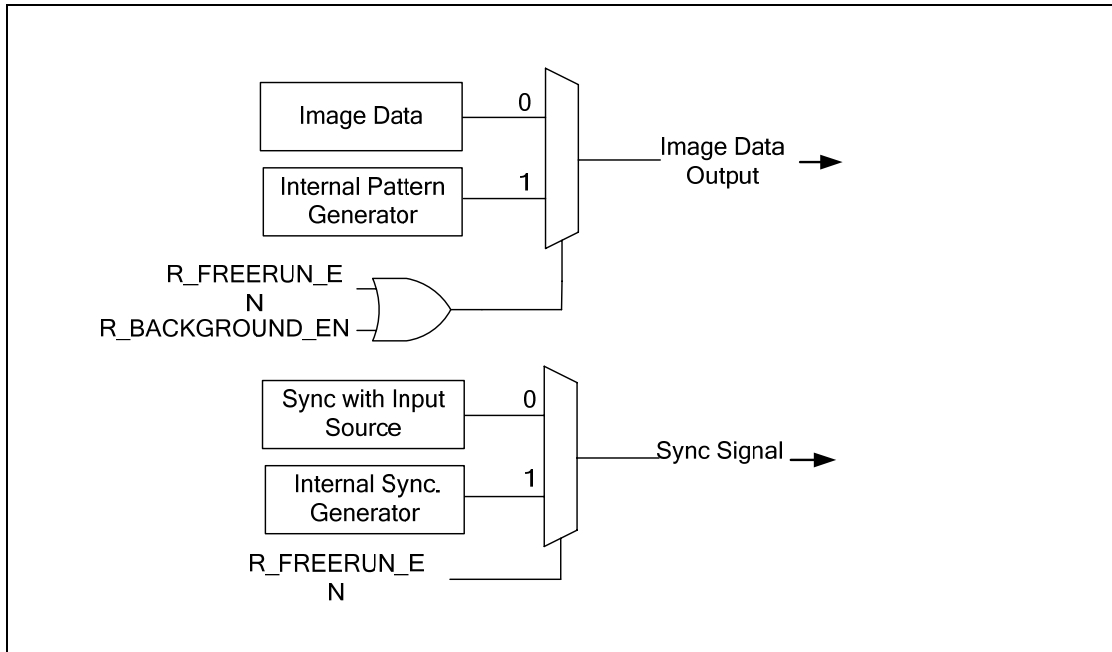 Image Data
0
Internal Pattern
Generator
1
Image Data
Output
R_FREERUN_E
N
R_BACKGROUND_EN
Sync with Input
Source
0
Internal Sync.
Generator
1
Sync Signal
R_FREERUN_E
N